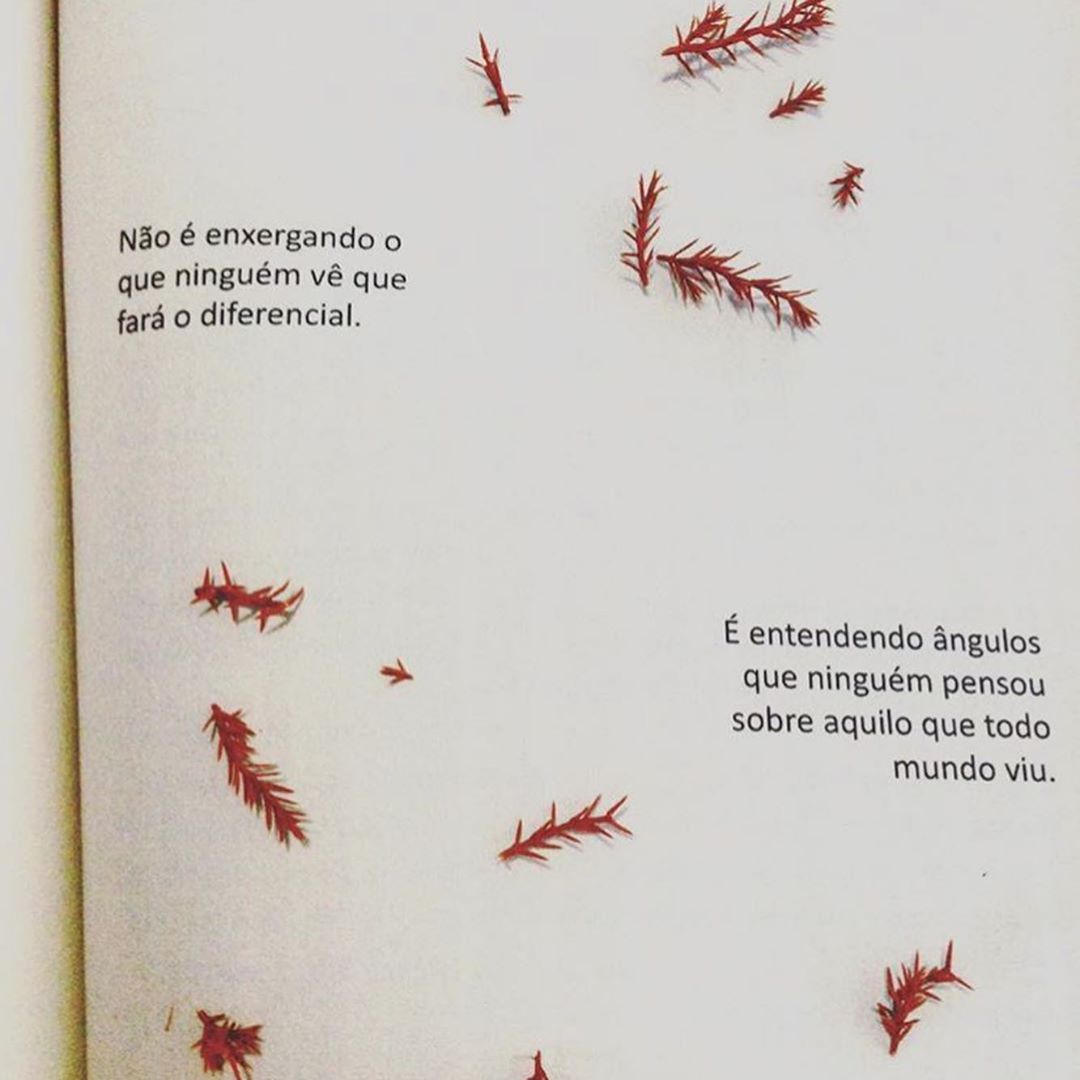 Não é enxergando o
que ninguém vê que
fará o diferencial.
É entendendo ângulos
que ninguém pensou
sobre aquilo que todo
mundo viu.